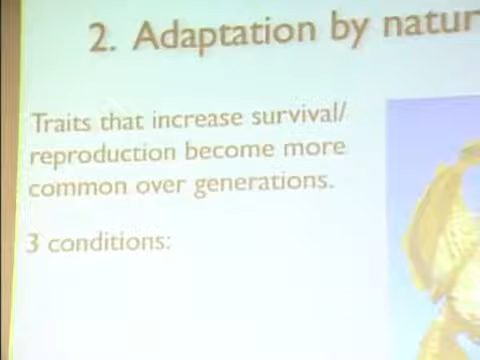 2. Adaptation by natur
Traits that increase survival/
reproduction become more
common over generations.
3 conditions: